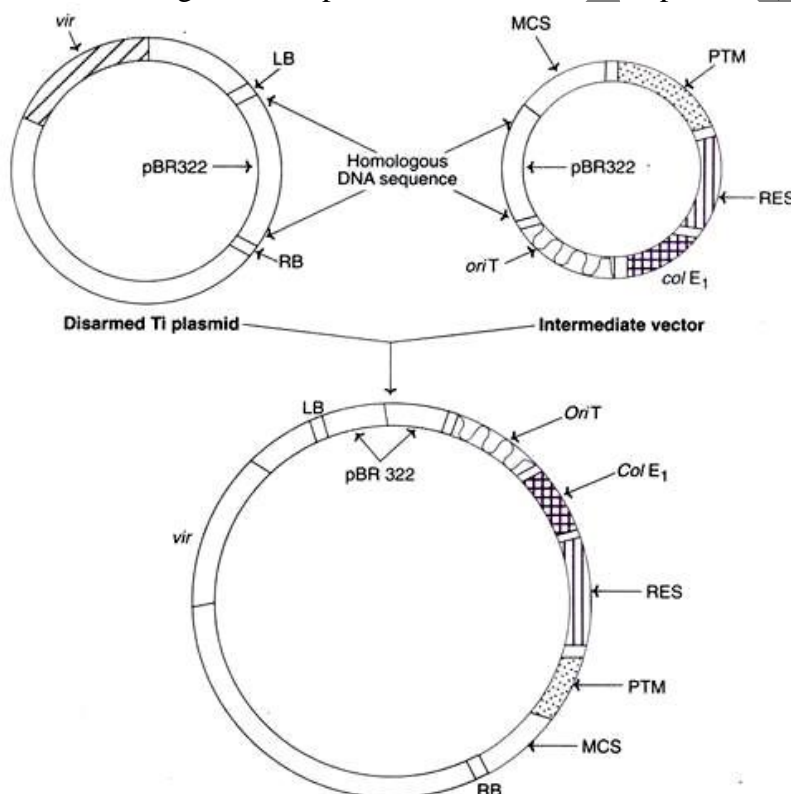 vir
LB
pBR322
RB
Homologous
DNA sequence
MCS
PTM
pBR322
RES
oriT
col E1
Disarmed Ti plasmid
Intermediate vector
LB
pBR 322
OriT
Col E1
vir
RES
PTM
MCS
RB